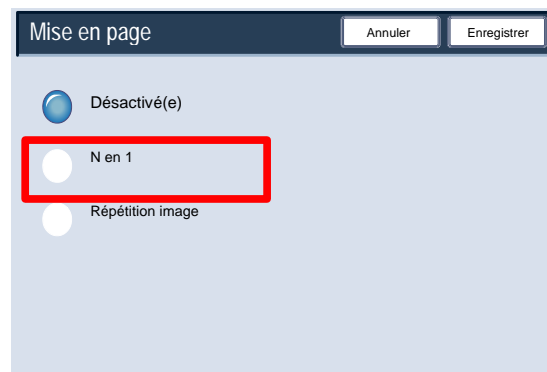 Mise en page
Annuler
Enregistrer
Désactivé(e)
N en 1
Répétition image